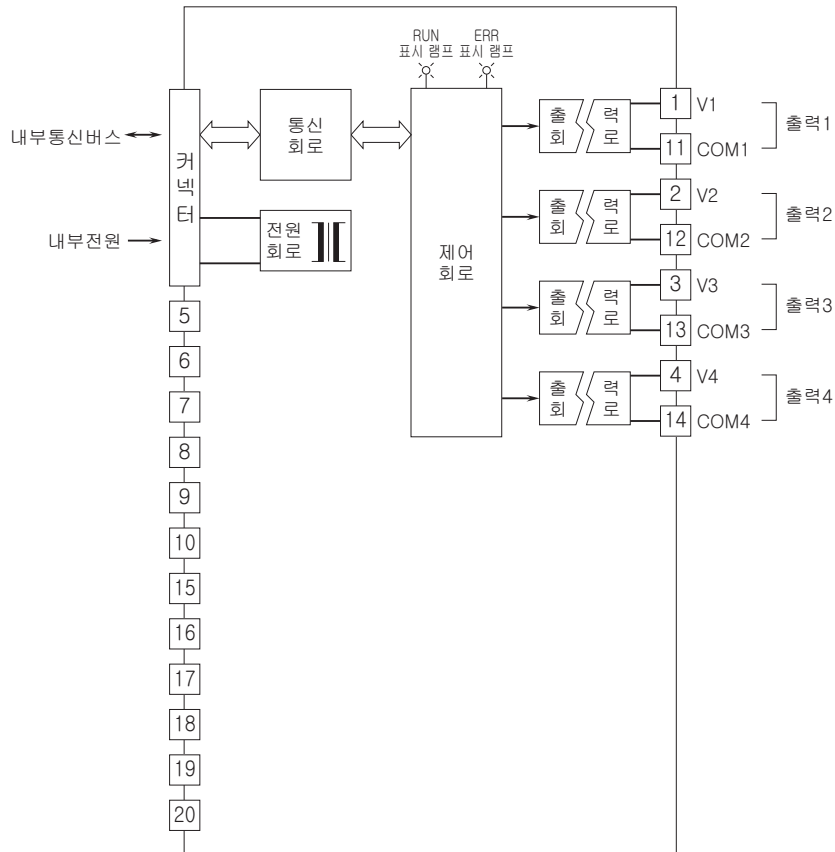 RUN
표시 램프
ERR
표시 램프
내부통신버스
커넥터
통신
회로
내부전원
전원
회로
제어
회로
출 력
회 로
1 V1
11 COM1
출력1
출 력
회 로
2 V2
12 COM2
출력2
출 력
회 로
3 V3
13 COM3
출력3
출 력
회 로
4 V4
14 COM4
출력4
5
6
7
8
9
10
15
16
17
18
19
20